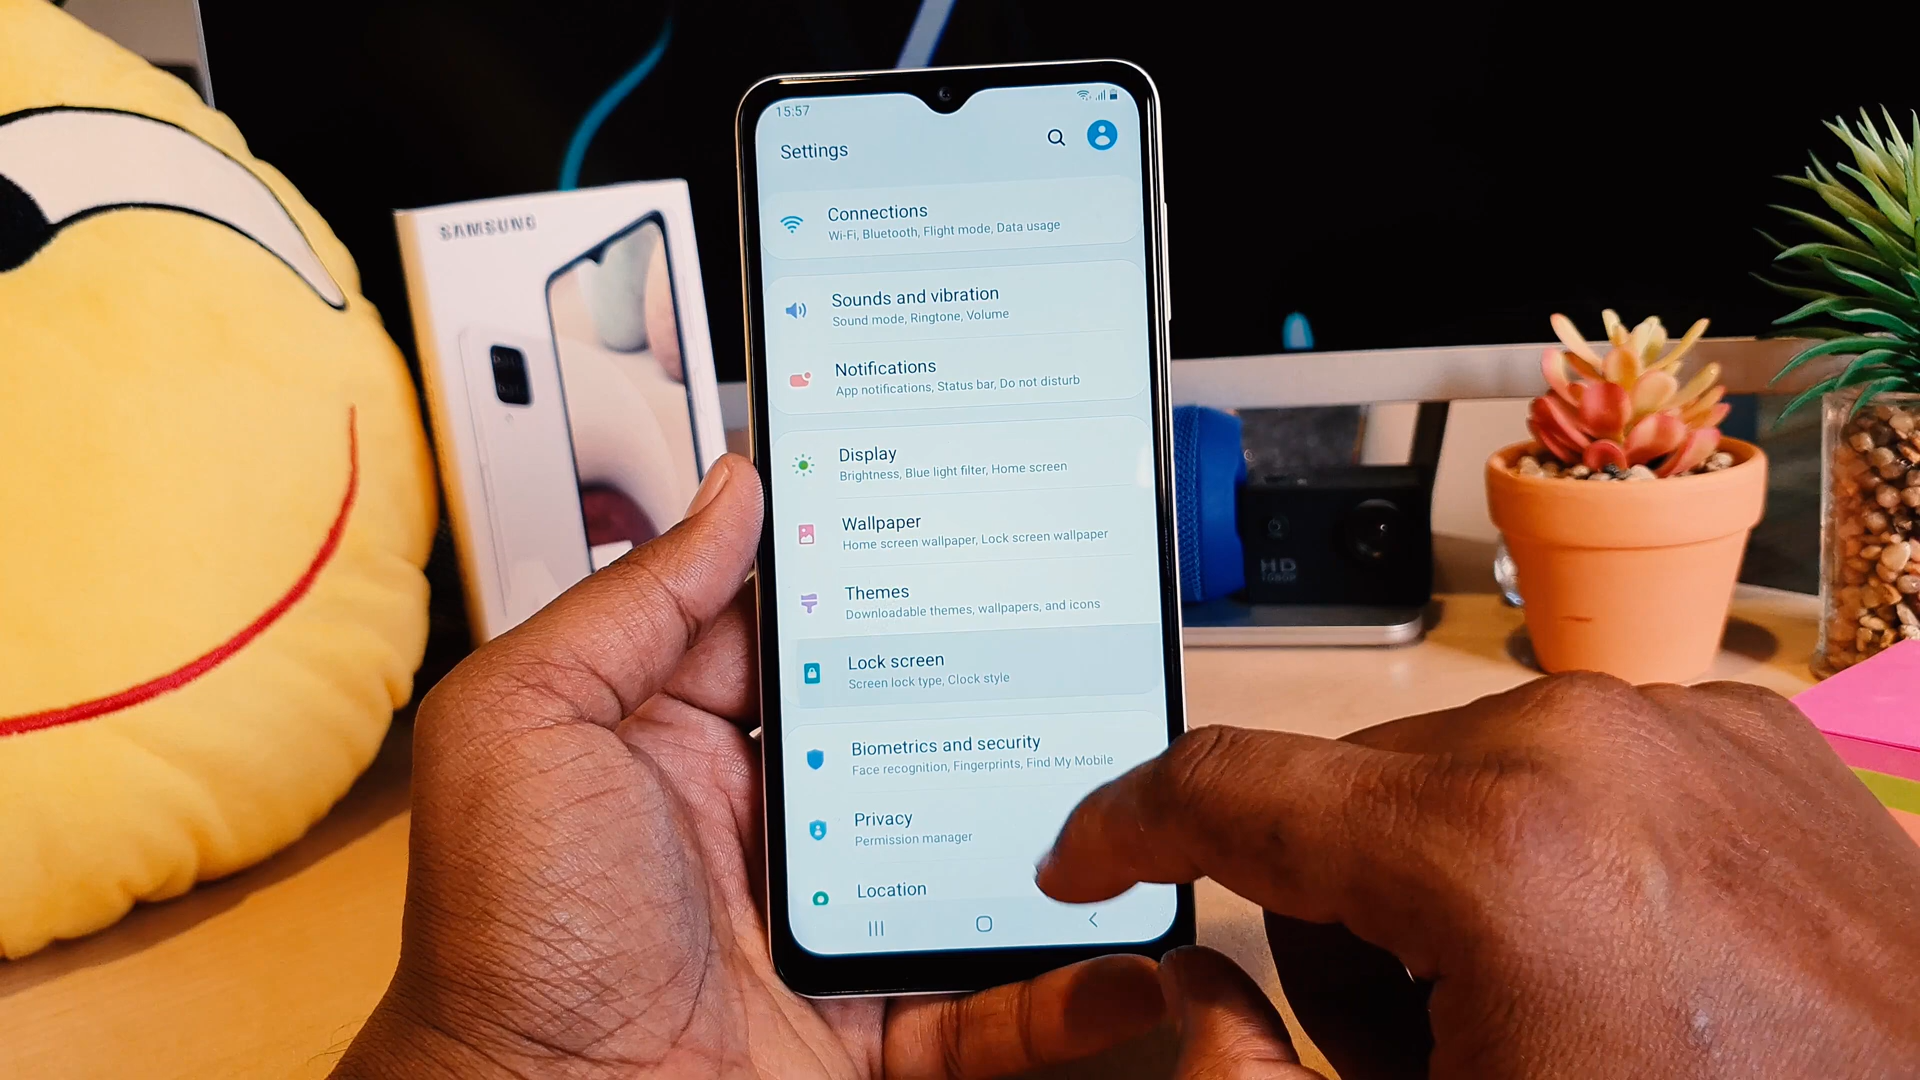 SAMSUNG
15:57
Settings
Connections
Wi-Fi, Bluetooth, Flight mode, Data usage
Sounds and vibration
Sound mode, Ringtone, Volume
Notifications
App notifications, Status bar, Do not disturb
Display
Brightness, Blue light filter, Home screen
Wallpaper
Home screen wallpaper, Lock screen wallpaper
Themes
Downloadable themes, wallpapers, and icons
Lock screen
Screen lock type, Clock style
Biometrics and security
Face recognition, Fingerprints, Find My Mobile
Privacy
Permission manager
Location
HD
1080P